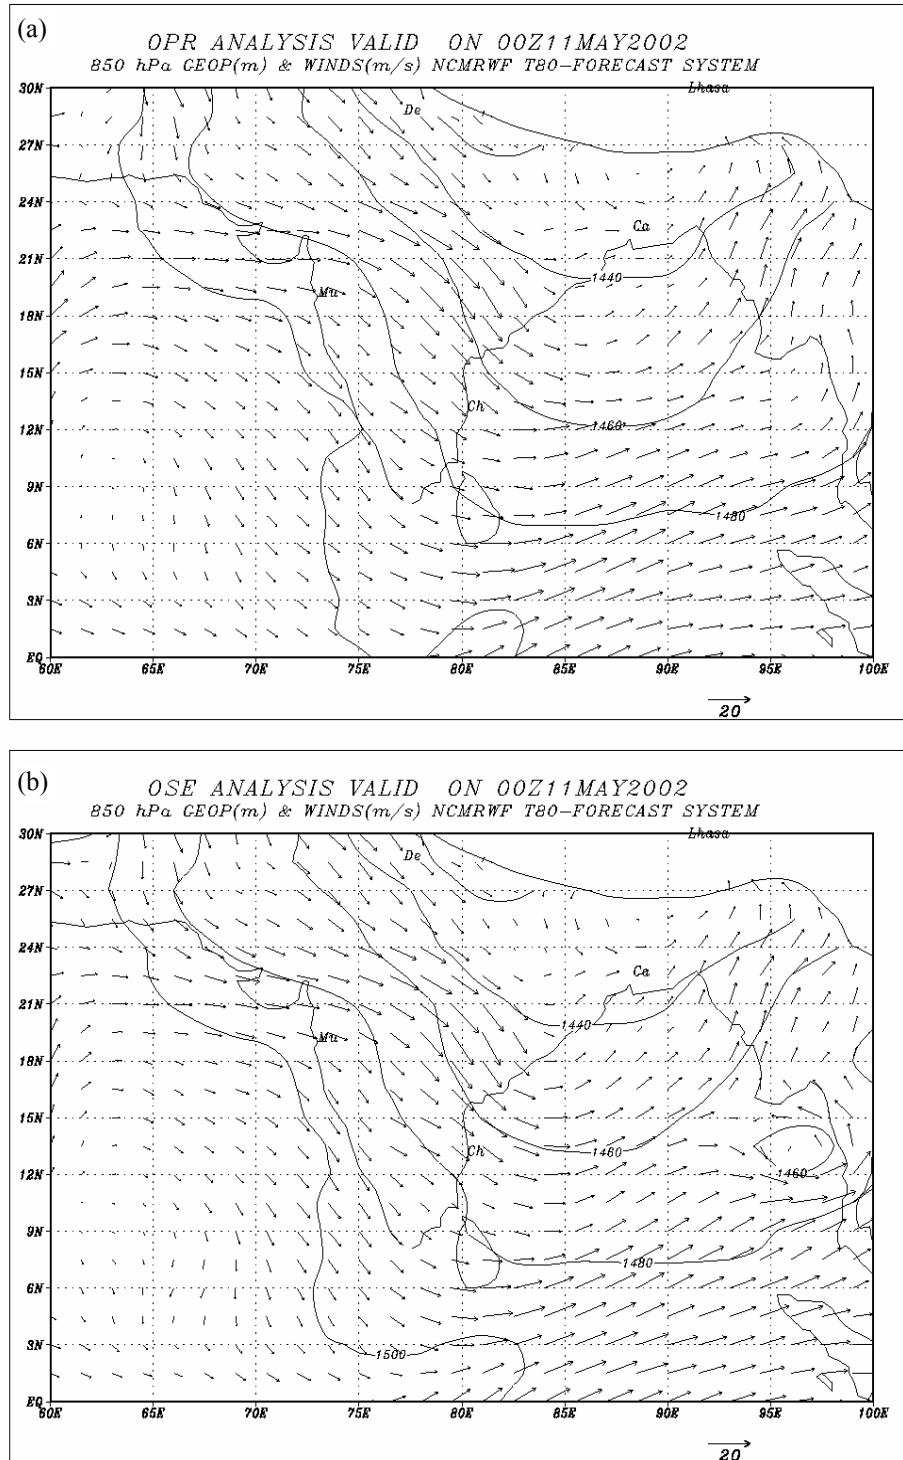 (a)
OPR ANALYSIS VALID ON 00Z11MAY2002
850 hPa GEOP(m) & WINDS(m/s) NCMRWF T80-FORECAST SYSTEM
Lhasa
30N
De
27N
24N
Ca
21N
1440
Mu
18N
15N
Ch
12N
1460
9N
1480
6N
3N
EQ
60E 65E 70E 75E 80E 85E 90E 95E 100E
20
(b)
OSE ANALYSIS VALID ON 00Z11MAY2002
850 hPa GEOP(m) & WINDS(m/s) NCMRWF T80-FORECAST SYSTEM
Lhasa
30N
De
27N
24N
Ca
21N
1440
Mu
18N
15N
Ch
1460
1460
12N
9N
1480
6N
3N
1500
EQ
60E 65E 70E 75E 80E 85E 90E 95E 100E
20